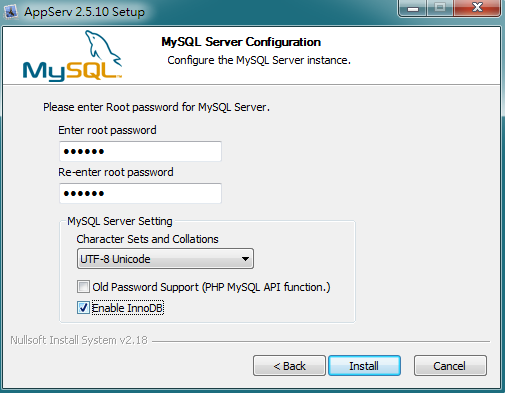 AppServ 2.5.10 Setup
MySQL Server Configuration
Configure the MySQL Server instance.
MySQL
Please enter Root password for MySQL Server.
Enter root password
••••••
Re-enter root password
••••••
MySQL Server Setting
Character Sets and Collations
UTF-8 Unicode
Old Password Support (PHP MySQL API function.)
Enable InnoDB
Nullsoft Install System v2.18
< Back Install Cancel